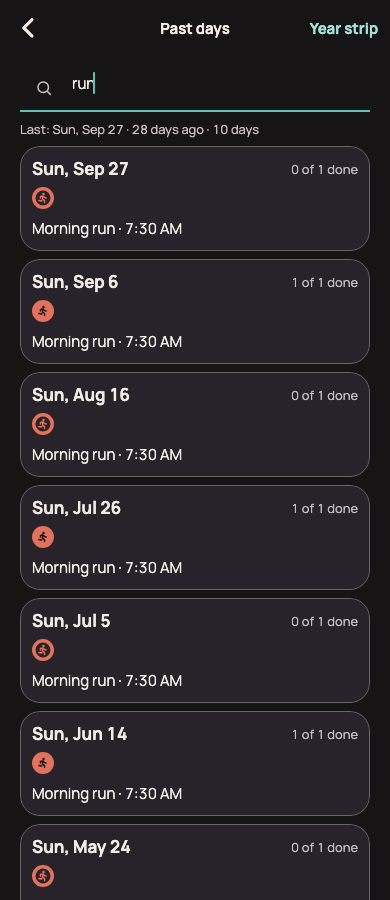 Past days
Year strip
run
Last: Sun, Sep 27 · 28 days ago · 10 days
Sun, Sep 27
0 of 1 done
Morning run · 7:30 AM
Sun, Sep 6
1 of 1 done
Morning run · 7:30 AM
Sun, Aug 16
0 of 1 done
Morning run · 7:30 AM
Sun, Jul 26
1 of 1 done
Morning run · 7:30 AM
Sun, Jul 5
0 of 1 done
Morning run · 7:30 AM
Sun, Jun 14
1 of 1 done
Morning run · 7:30 AM
Sun, May 24
0 of 1 done